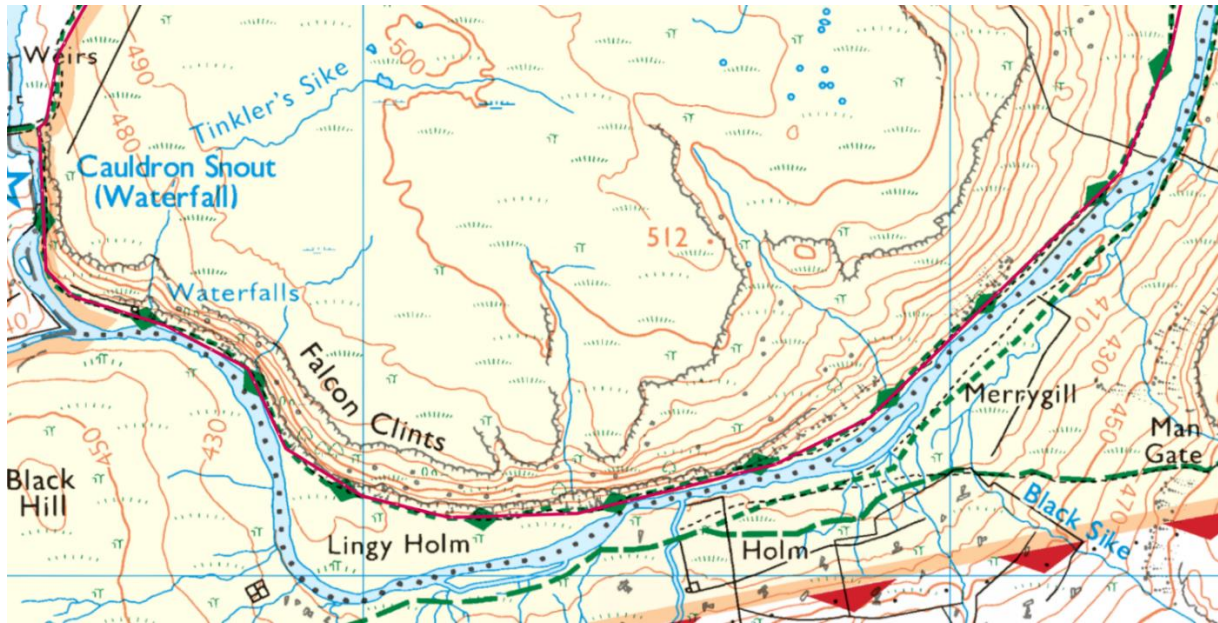 Weirs
490
500
480
Tinkler's Sike
Cauldron Snout
(Waterfall)
512
Waterfalls
Falcon Clints
410
430
Merrygill
450
Man
Gate
450
430
Black
Hill
Lingy Holm
Holm
470
Black Sike